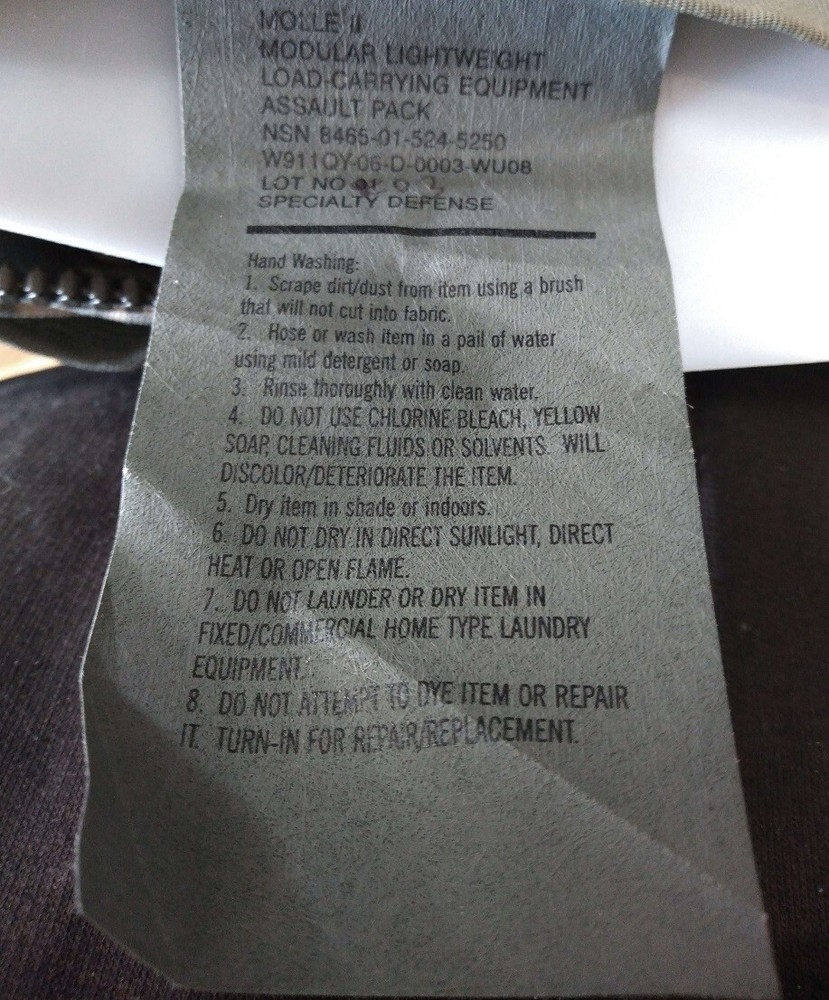 MOLLE II
MODULAR LIGHTWEIGHT
LOAD-CARRYING EQUIPMENT
ASSAULT PACK
NSN 8465-01-524-5250
W911QY-06-D-0003-WU08
LOT NO
SPECIALTY DEFENSE
Hand Washing:
1. Scrape dirt/dust from item using a brush
that will not cut into fabric.
2. Hose or wash item in a pail of water
using mild detergent or soap.
3. Rinse thoroughly with clean water.
4. DO NOT USE CHLORINE BLEACH, YELLOW
SOAP, CLEANING FLUIDS OR SOLVENTS. WILL
DISCOLOR/DETERIORATE THE ITEM.
5. Dry item in shade or indoors.
6. DO NOT DRY IN DIRECT SUNLIGHT, DIRECT
HEAT OR OPEN FLAME.
7. DO NOT LAUNDER OR DRY ITEM IN
FIXED/COMMERCIAL HOME TYPE LAUNDRY
EQUIPMENT.
8. DO NOT ATTEMPT TO DYE ITEM OR REPAIR
IT. TURN-IN FOR REPAIR/REPLACEMENT.